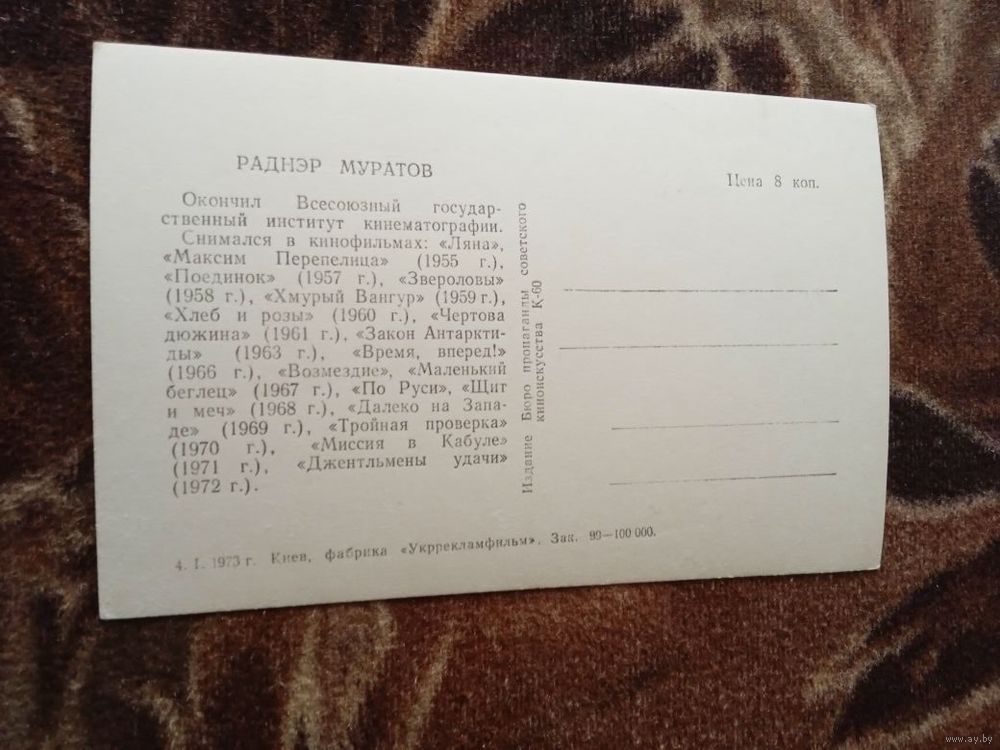 РАДНЭР МУРАТОВ
Окончил Всесоюзный государ-
ственный институт кинематографии.
Снимался в кинофильмах: «Ляна»,
«Максим Перепелица» (1955 г.),
«Поединок» (1957 г.), «Звероловы»
(1958 г.), «Хмурый Вангур» (1959 г.),
«Хлеб и розы» (1960 г.), «Чертова
дюжина» (1961 г.), «Закон Антаркти-
ды» (1963 г.), «Время, вперед!»
(1966 г.), «Возмездие», «Маленький
беглец» (1967 г.), «По Руси», «Щит
и меч» (1968 г.), «Далеко на Запа-
де» (1969 г.), «Тройная проверка»
(1970 г.), «Миссия в Кабуле»
(1971 г.), «Джентльмены удачи»
(1972 г.).
4. I. 1973 г. Киев, фабрика «Укррекламфильм». Зак. 99—100 000.
Издание Бюро пропаганды советского
киноискусства К-60
Цена 8 коп.
www.ay.by